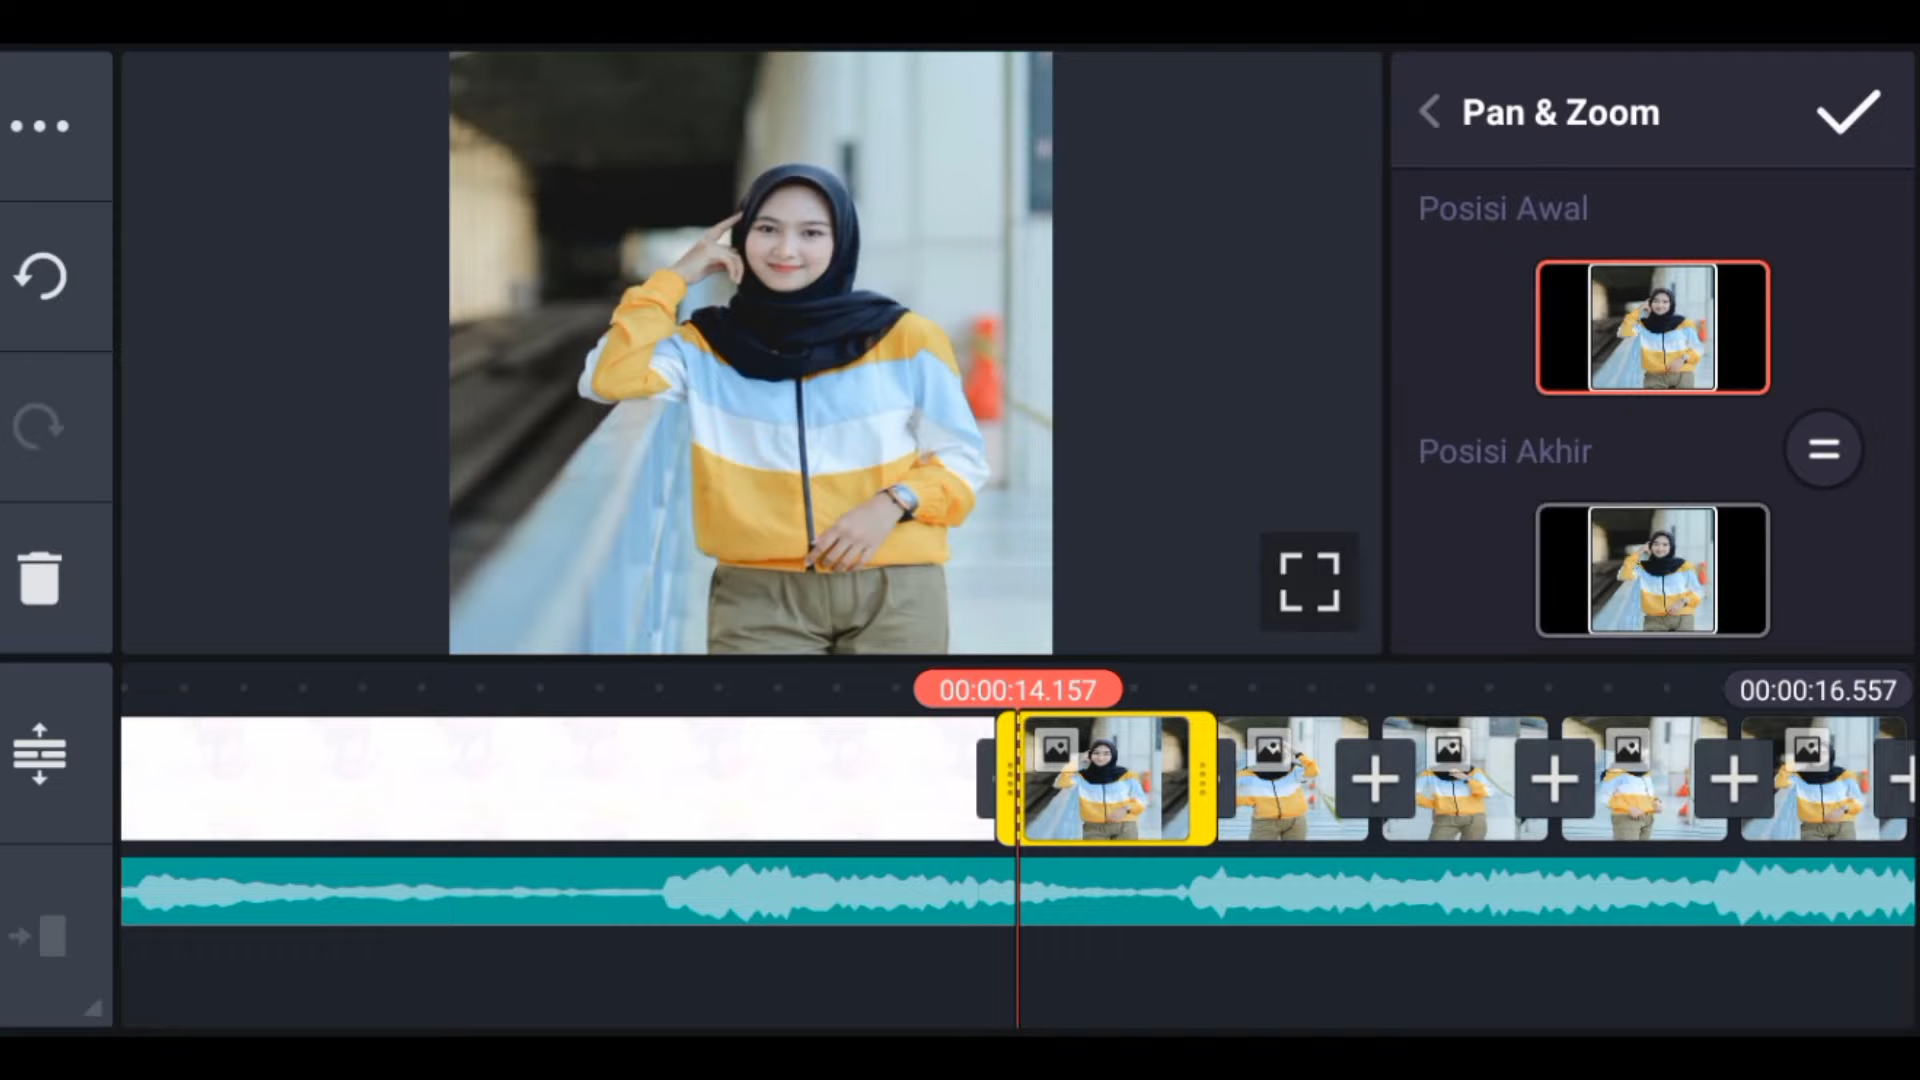 Pan & Zoom
Posisi Awal
Posisi Akhir
00:00:14.157
00:00:16.557